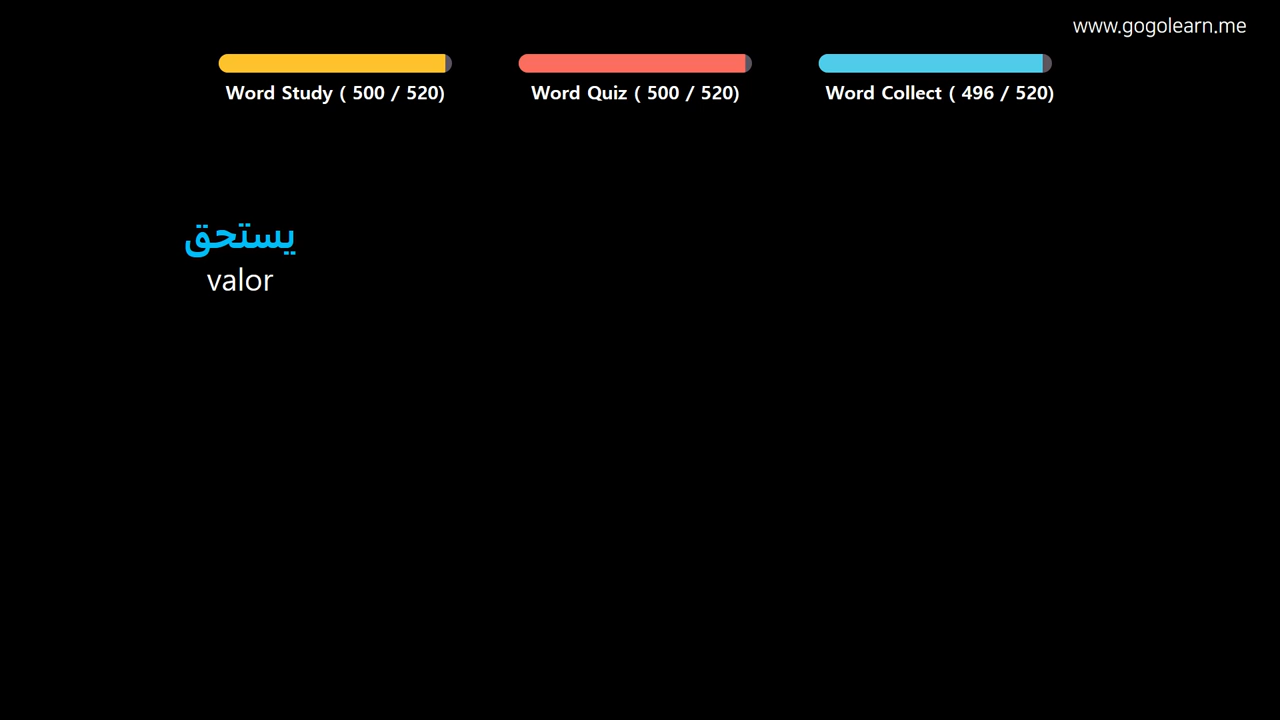 www.gogolearn.me
Word Study ( 500 / 520)
Word Quiz ( 500 / 520)
Word Collect ( 496 / 520)
يستحق
valor